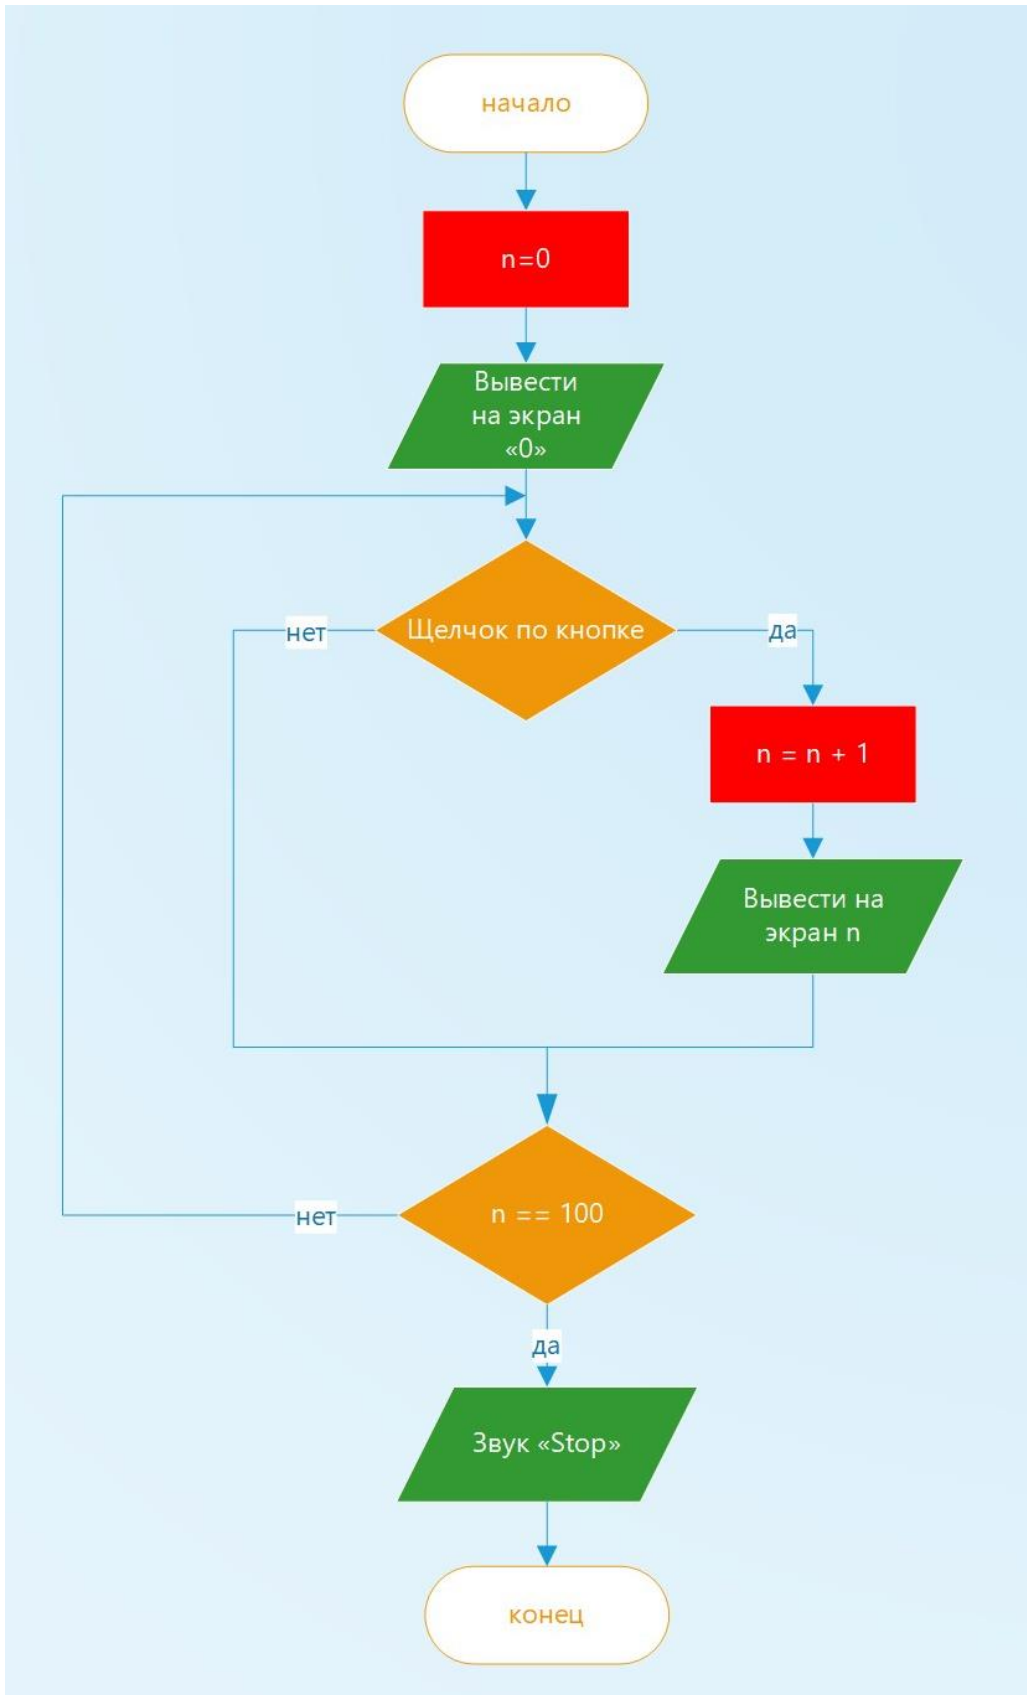 начало
n=0
Вывести
на экран
«0»
Щелчок по кнопке
нет
да
n = n + 1
Вывести на
экран n
n == 100
нет
да
Звук «Stop»
конец